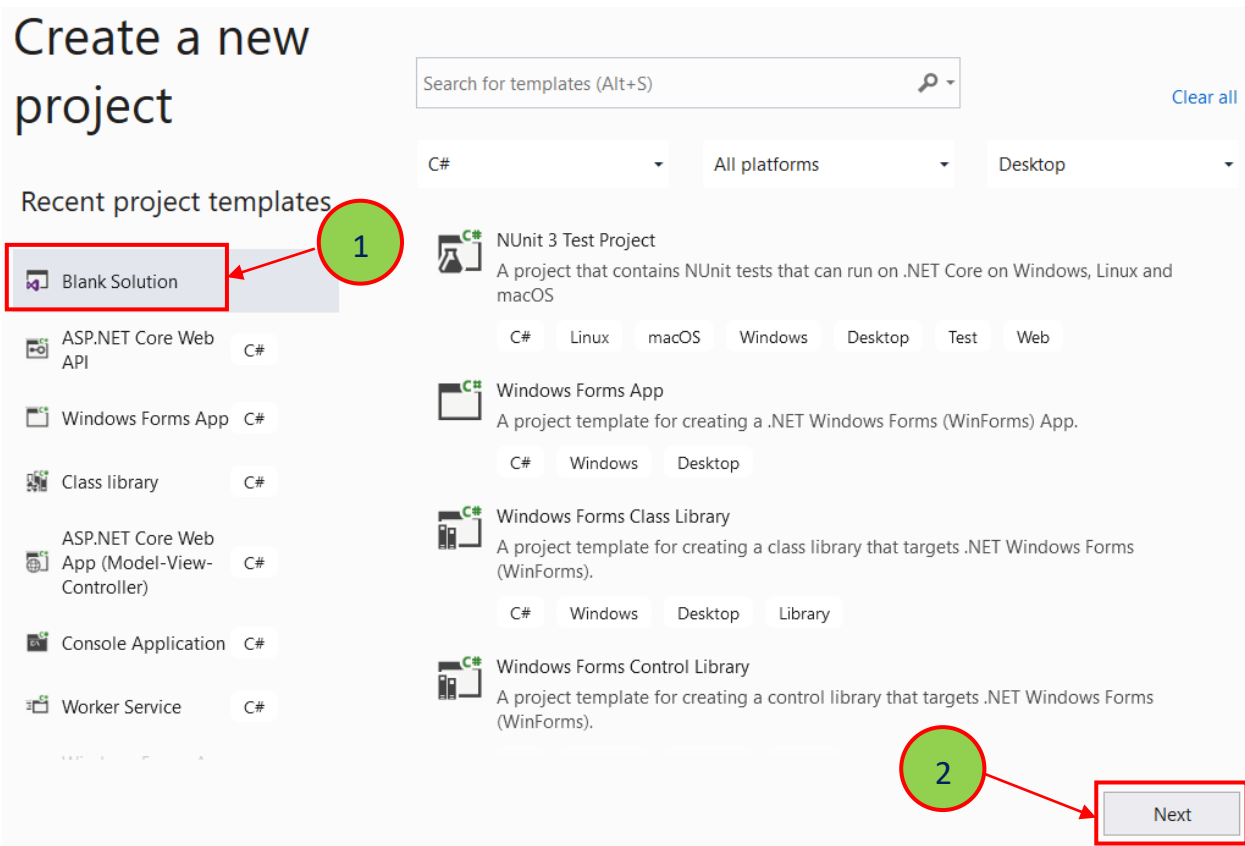 Create a new
project
Search for templates (Alt+S)
Clear all
C#
All platforms
Desktop
Recent project templates
1
Blank Solution
ASP.NET Core Web
API
C#
Windows Forms App
C#
Class library
C#
ASP.NET Core Web
App (Model-View-
Controller)
C#
Console Application
C#
Worker Service
C#
NUnit 3 Test Project
A project that contains NUnit tests that can run on .NET Core on Windows, Linux and
macOS
C#
Linux
macOS
Windows
Desktop
Test
Web
Windows Forms App
A project template for creating a .NET Windows Forms (WinForms) App.
C#
Windows
Desktop
Windows Forms Class Library
A project template for creating a class library that targets .NET Windows Forms
(WinForms).
C#
Windows
Desktop
Library
Windows Forms Control Library
A project template for creating a control library that targets .NET Windows Forms
(WinForms).
2
Next